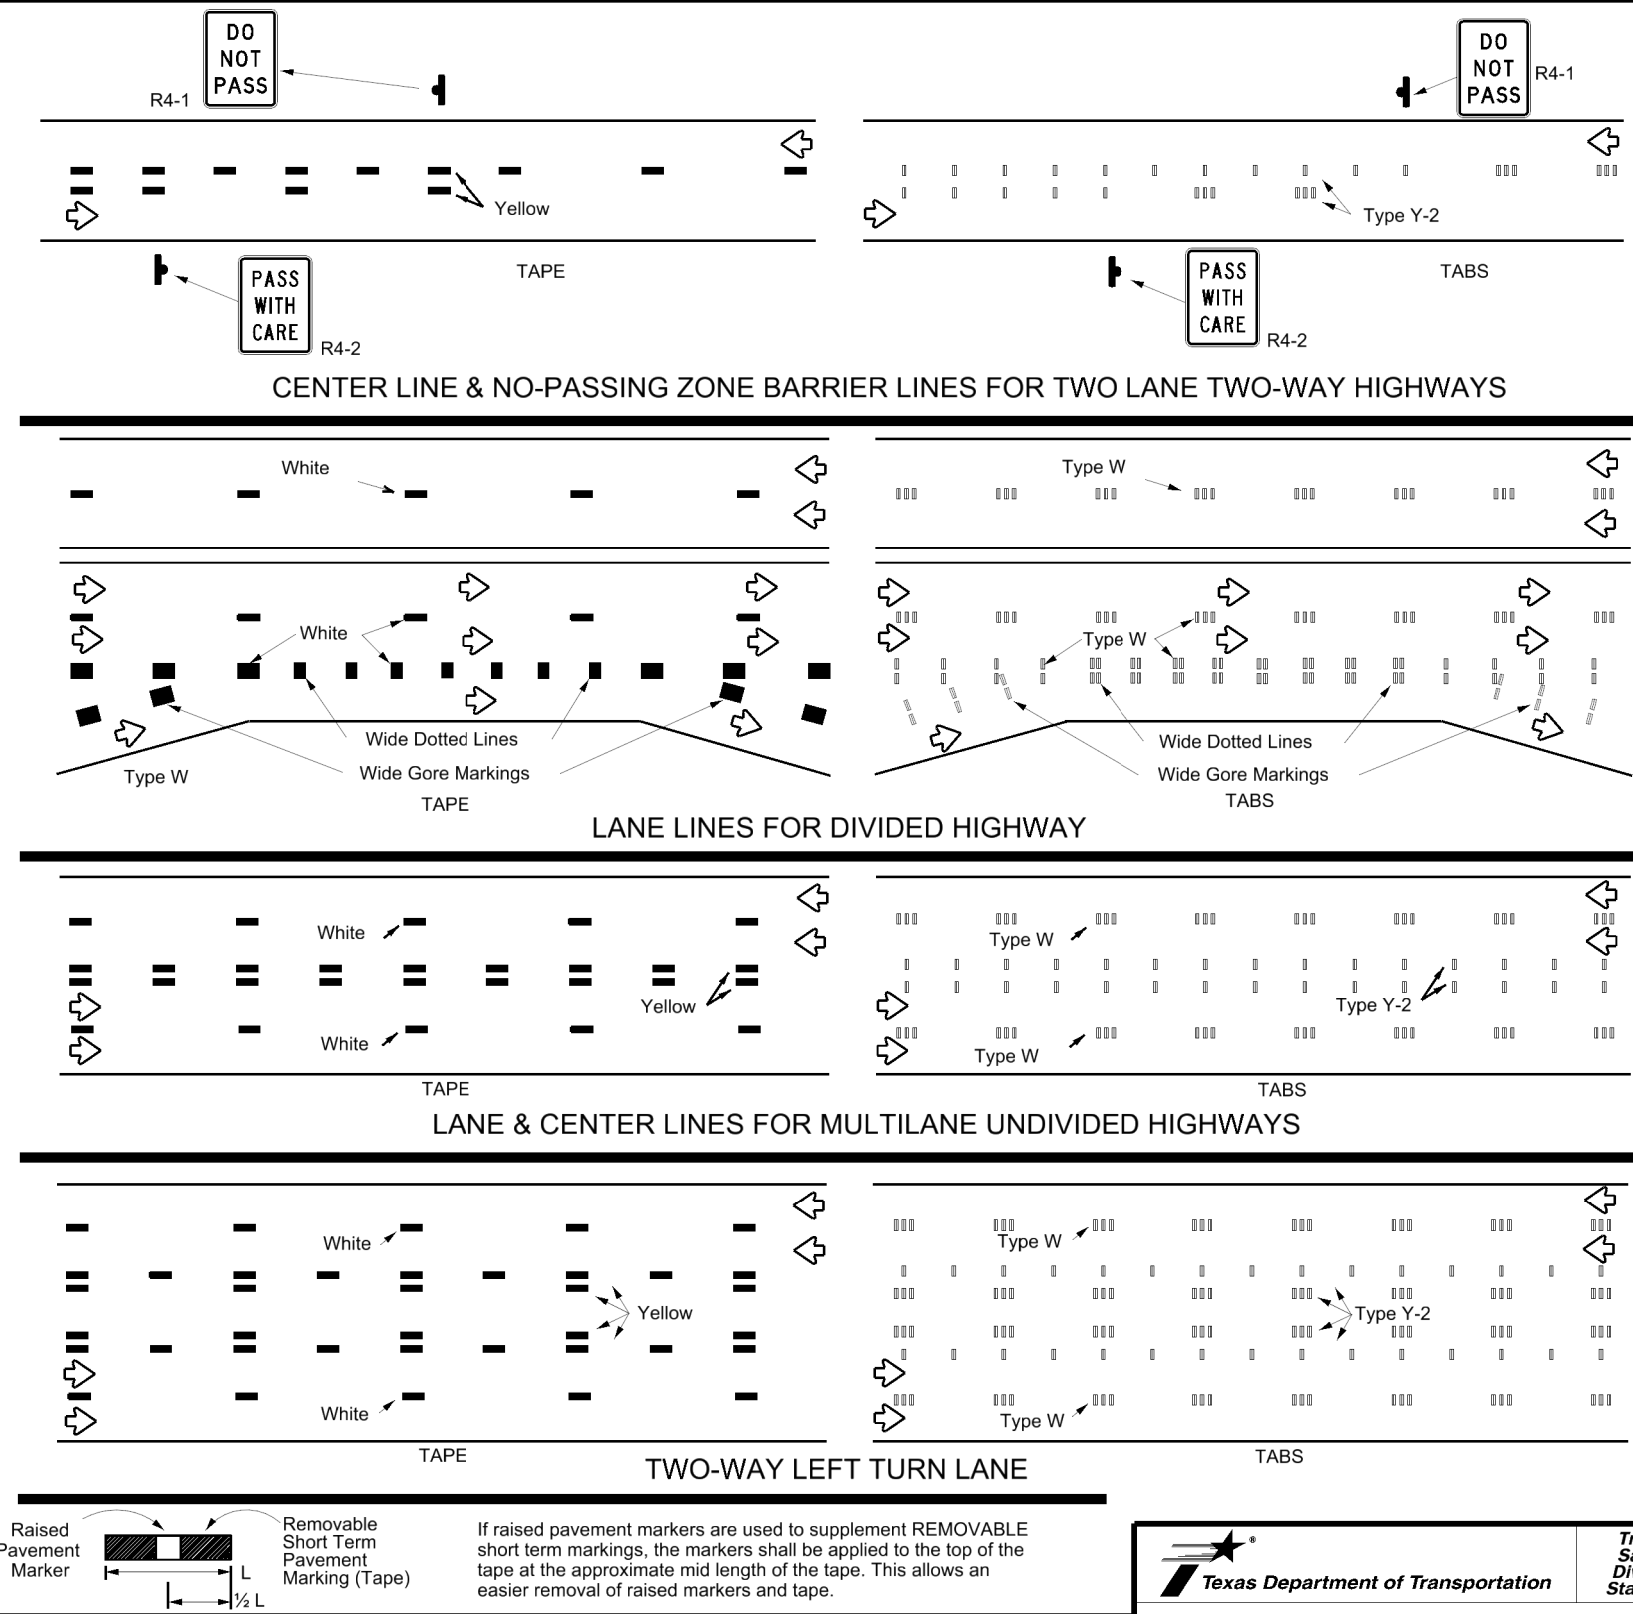 DO
NOT
PASS
R4-1
DO
NOT
PASS
R4-1
Yellow
Type Y-2
TAPE
TABS
PASS
WITH
CARE
R4-2
PASS
WITH
CARE
R4-2
CENTER LINE & NO-PASSING ZONE BARRIER LINES FOR TWO LANE TWO-WAY HIGHWAYS
White
Type W
White
Type W
Wide Dotted Lines
Wide Dotted Lines
Type W
Wide Gore Markings
Wide Gore Markings
TAPE
TABS
LANE LINES FOR DIVIDED HIGHWAY
White
Type W
Yellow
Type Y-2
White
Type W
TAPE
TABS
LANE & CENTER LINES FOR MULTILANE UNDIVIDED HIGHWAYS
White
Type W
Yellow
Type Y-2
White
Type W
TAPE
TABS
TWO-WAY LEFT TURN LANE
Raised
Pavement
Marker
L
½ L
Removable
Short Term
Pavement
Marking (Tape)
If raised pavement markers are used to supplement REMOVABLE
short term markings, the markers shall be applied to the top of the
tape at the approximate mid length of the tape. This allows an
easier removal of raised markers and tape.
®
Texas Department of Transportation